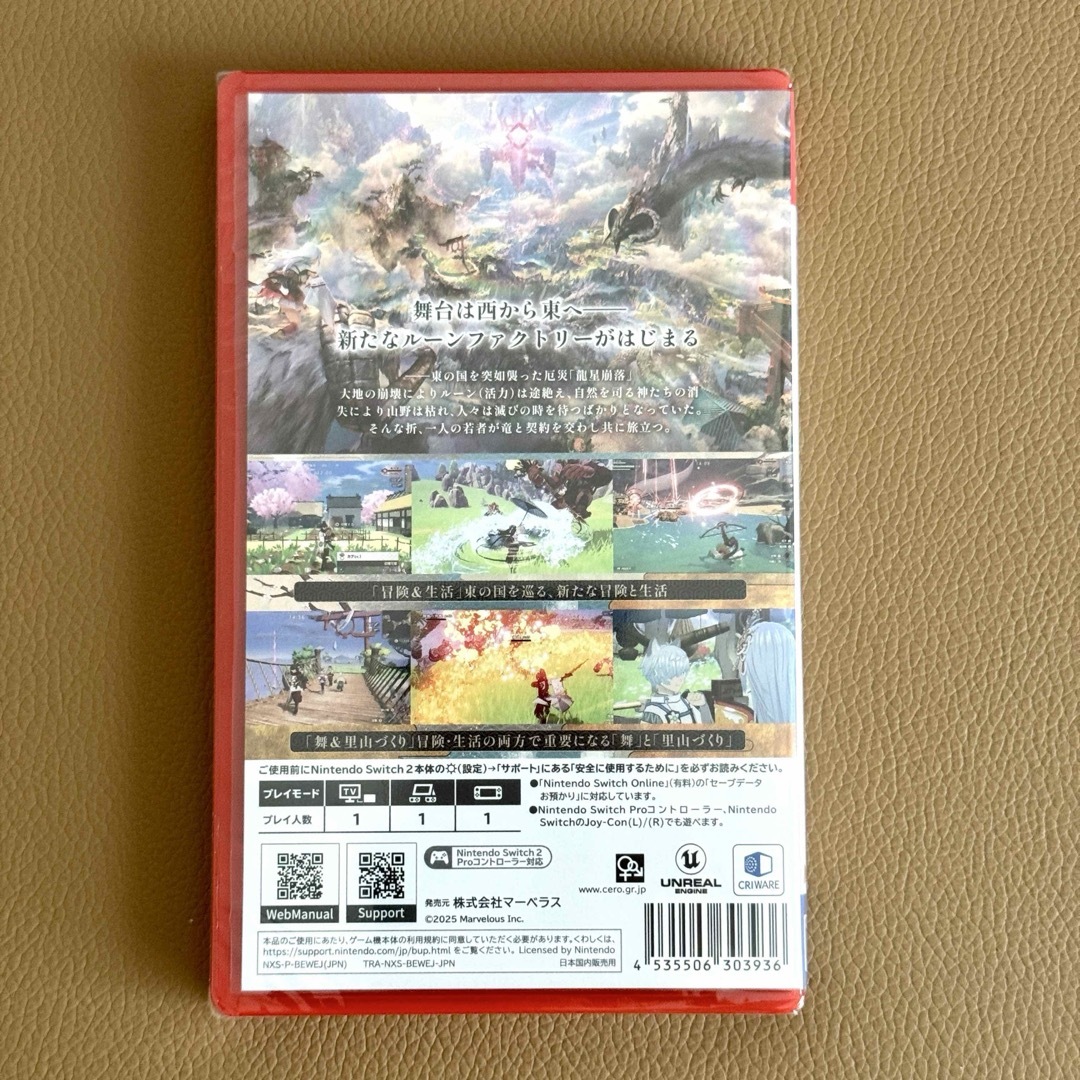 舞台は西から東へ――
新たなルーンファクトリーがはじまる
――東の国を突如襲った厄災「龍星崩落」
大地の崩壊によりルーン(活力)は途絶え、自然を司る神たちの消
失により山野は枯れ、人々は滅びの時を待つばかりとなっていた。
そんな折、一人の若者が竜と契約を交わし共に旅立つ。
「冒険&生活」東の国を巡る、新たな冒険と生活
「舞&里山づくり」冒険・生活の両方で重要になる「舞」と「里山づくり」
ご使用前にNintendo Switch 2本体の(設定)→「サポート」にある「安全に使用するために」を必ずお読みください。
プレイモード TV
プレイ人数 1 1 1
●「Nintendo Switch Online」(有料)の「セーブデータ
お預かり」に対応しています。
●Nintendo Switch Proコントローラー、Nintendo
SwitchのJoy-Con(L)/(R)でも遊べます。
WebManual
Support
Nintendo Switch 2
Proコントローラー対応
発売元 株式会社マーベラス
©2025 Marvelous Inc.
www.cero.gr.jp
UNREAL
ENGINE
CRIWARE
本品のご使用にあたり、ゲーム機本体の利用規約に同意していただく必要があります。くわしくは、
https://support.nintendo.com/jp/bup.html をご覧ください。 Licensed by Nintendo
NXS-P-BEWEJ(JPN) TRA-NXS-BEWEJ-JPN 日本国内販売用
4 535506 303936